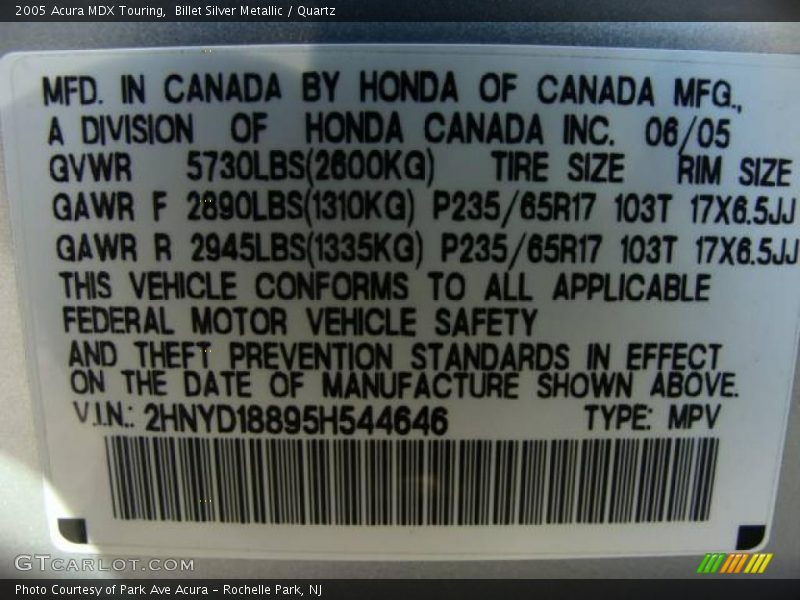 2005 Acura MDX Touring,  Billet Silver Metallic / Quartz
MFD. IN CANADA BY HONDA OF CANADA MFG.,
A DIVISION OF HONDA CANADA INC. 06/05
GVWR 5730LBS(2600KG) TIRE SIZE RIM SIZE
GAWR F 2890LBS(1310KG) P235/65R17 103T 17X6.5JJ
GAWR R 2945LBS(1335KG) P235/65R17 103T 17X6.5JJ
THIS VEHICLE CONFORMS TO ALL APPLICABLE
FEDERAL MOTOR VEHICLE SAFETY
AND THEFT PREVENTION STANDARDS IN EFFECT
ON THE DATE OF MANUFACTURE SHOWN ABOVE.
V.I.N.: 2HNYD18895H544646 TYPE: MPV
GTCARLOT.COM
Photo Courtesy of Park Ave Acura - Rochelle Park, NJ